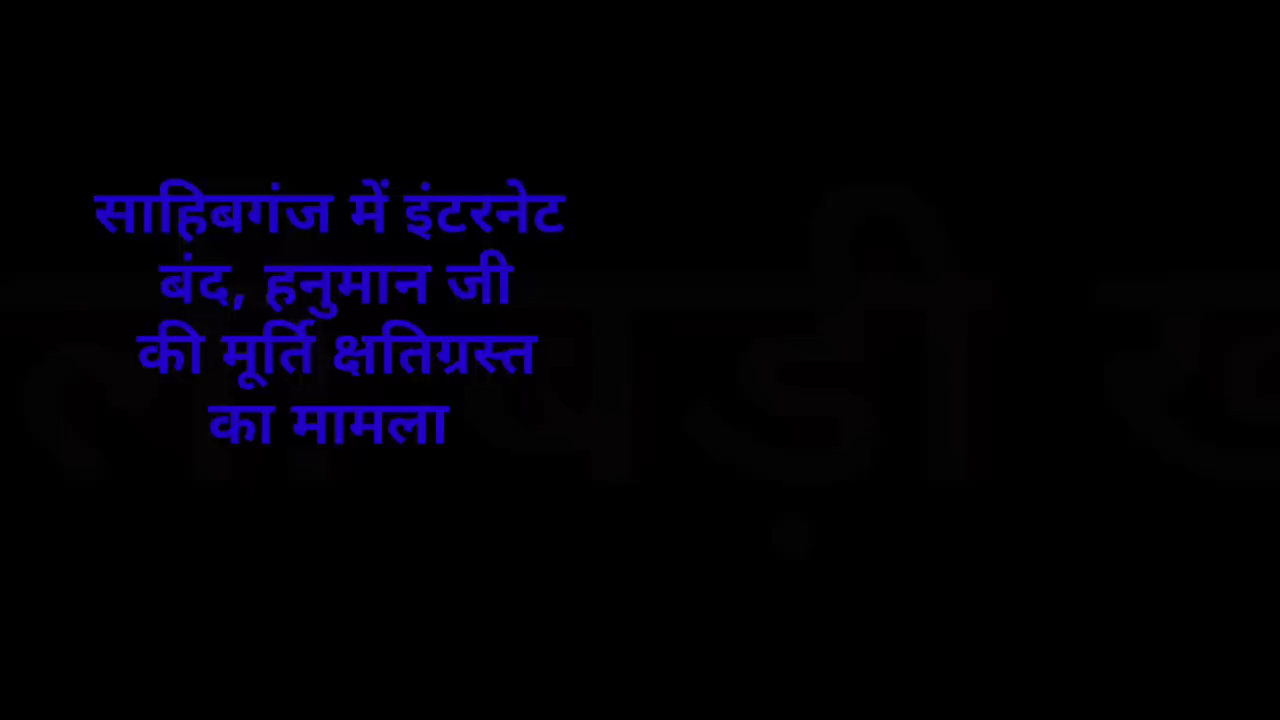 साहिबगंज में इंटरनेट
बंद, हनुमान जी
की मूर्ति क्षतिग्रस्त
का मामला